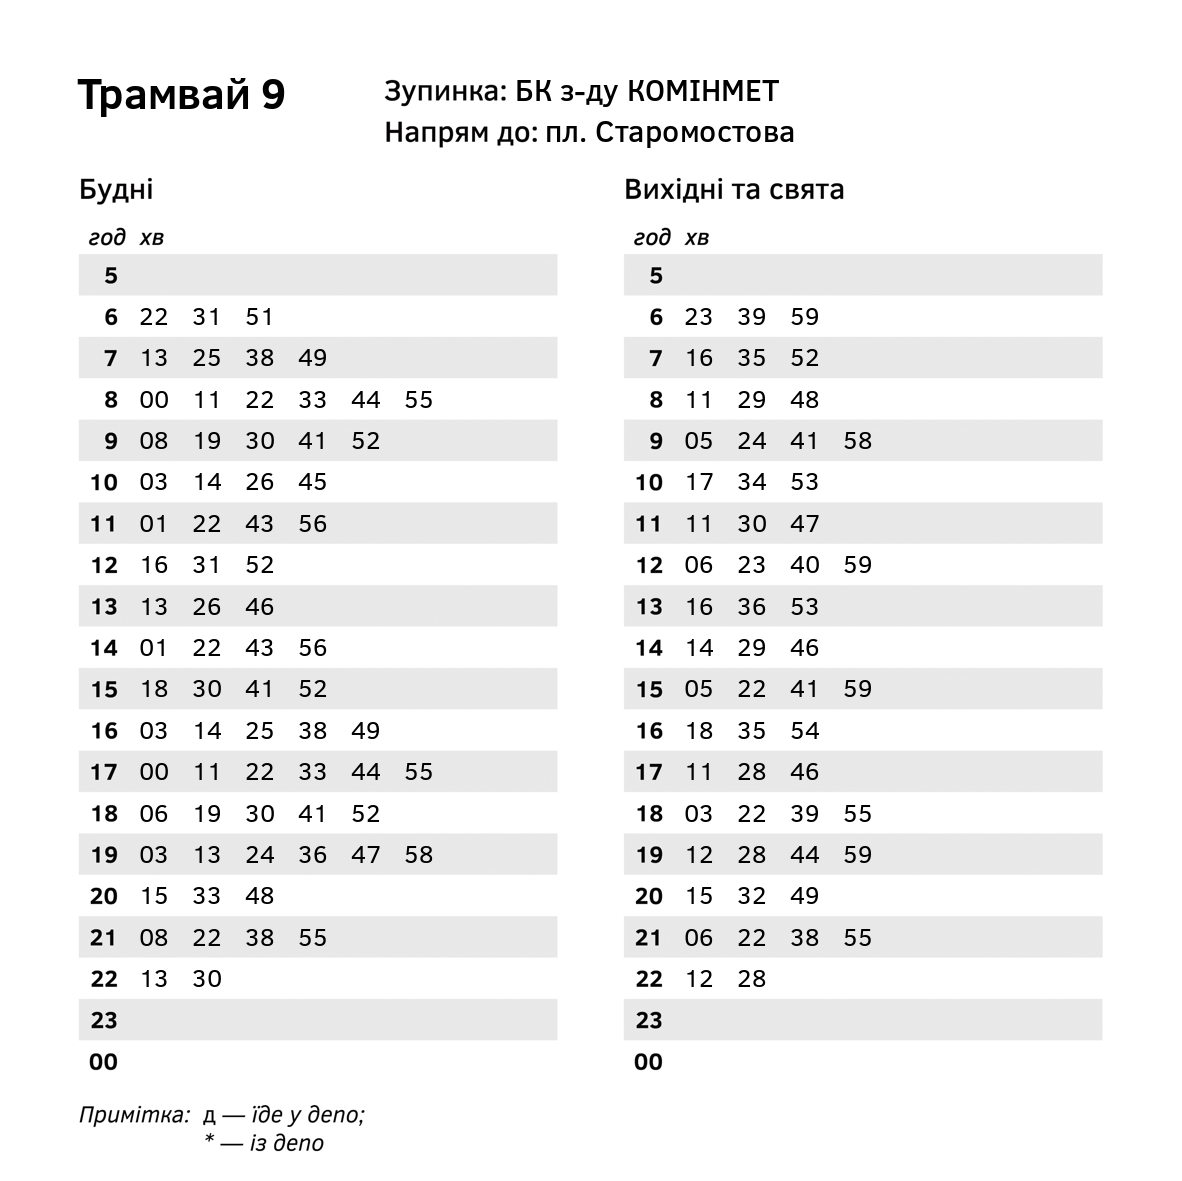 Трамвай 9
Зупинка: БК з-ду КОМІНМЕТ
Напрям до: пл. Старомостова
Будні
год хв
5
6 22 31 51
7 13 25 38 49
8 00 11 22 33 44 55
9 08 19 30 41 52
10 03 14 26 45
11 01 22 43 56
12 16 31 52
13 13 26 46
14 01 22 43 56
15 18 30 41 52
16 03 14 25 38 49
17 00 11 22 33 44 55
18 06 19 30 41 52
19 03 13 24 36 47 58
20 15 33 48
21 08 22 38 55
22 13 30
23
00
Вихідні та свята
год хв
5
6 23 39 59
7 16 35 52
8 11 29 48
9 05 24 41 58
10 17 34 53
11 11 30 47
12 06 23 40 59
13 16 36 53
14 14 29 46
15 05 22 41 59
16 18 35 54
17 11 28 46
18 03 22 39 55
19 12 28 44 59
20 15 32 49
21 06 22 38 55
22 12 28
23
00
Примітка: д — їде у депо;
* — із депо